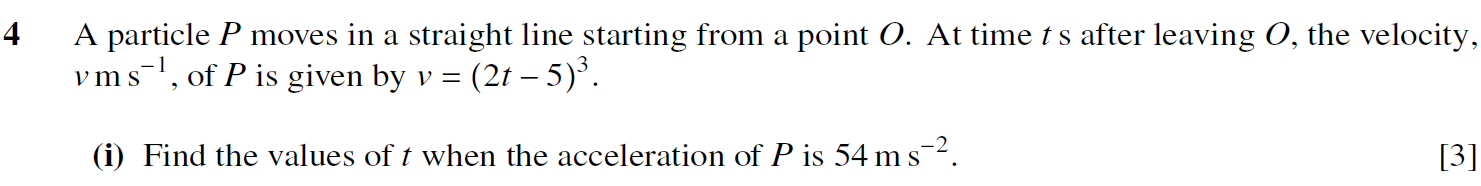 4 A particle P moves in a straight line starting from a point O. At time t s after leaving O, the velocity,
v m s⁻¹, of P is given by v = (2t – 5)³.
(i) Find the values of t when the acceleration of P is 54 m s⁻². [3]